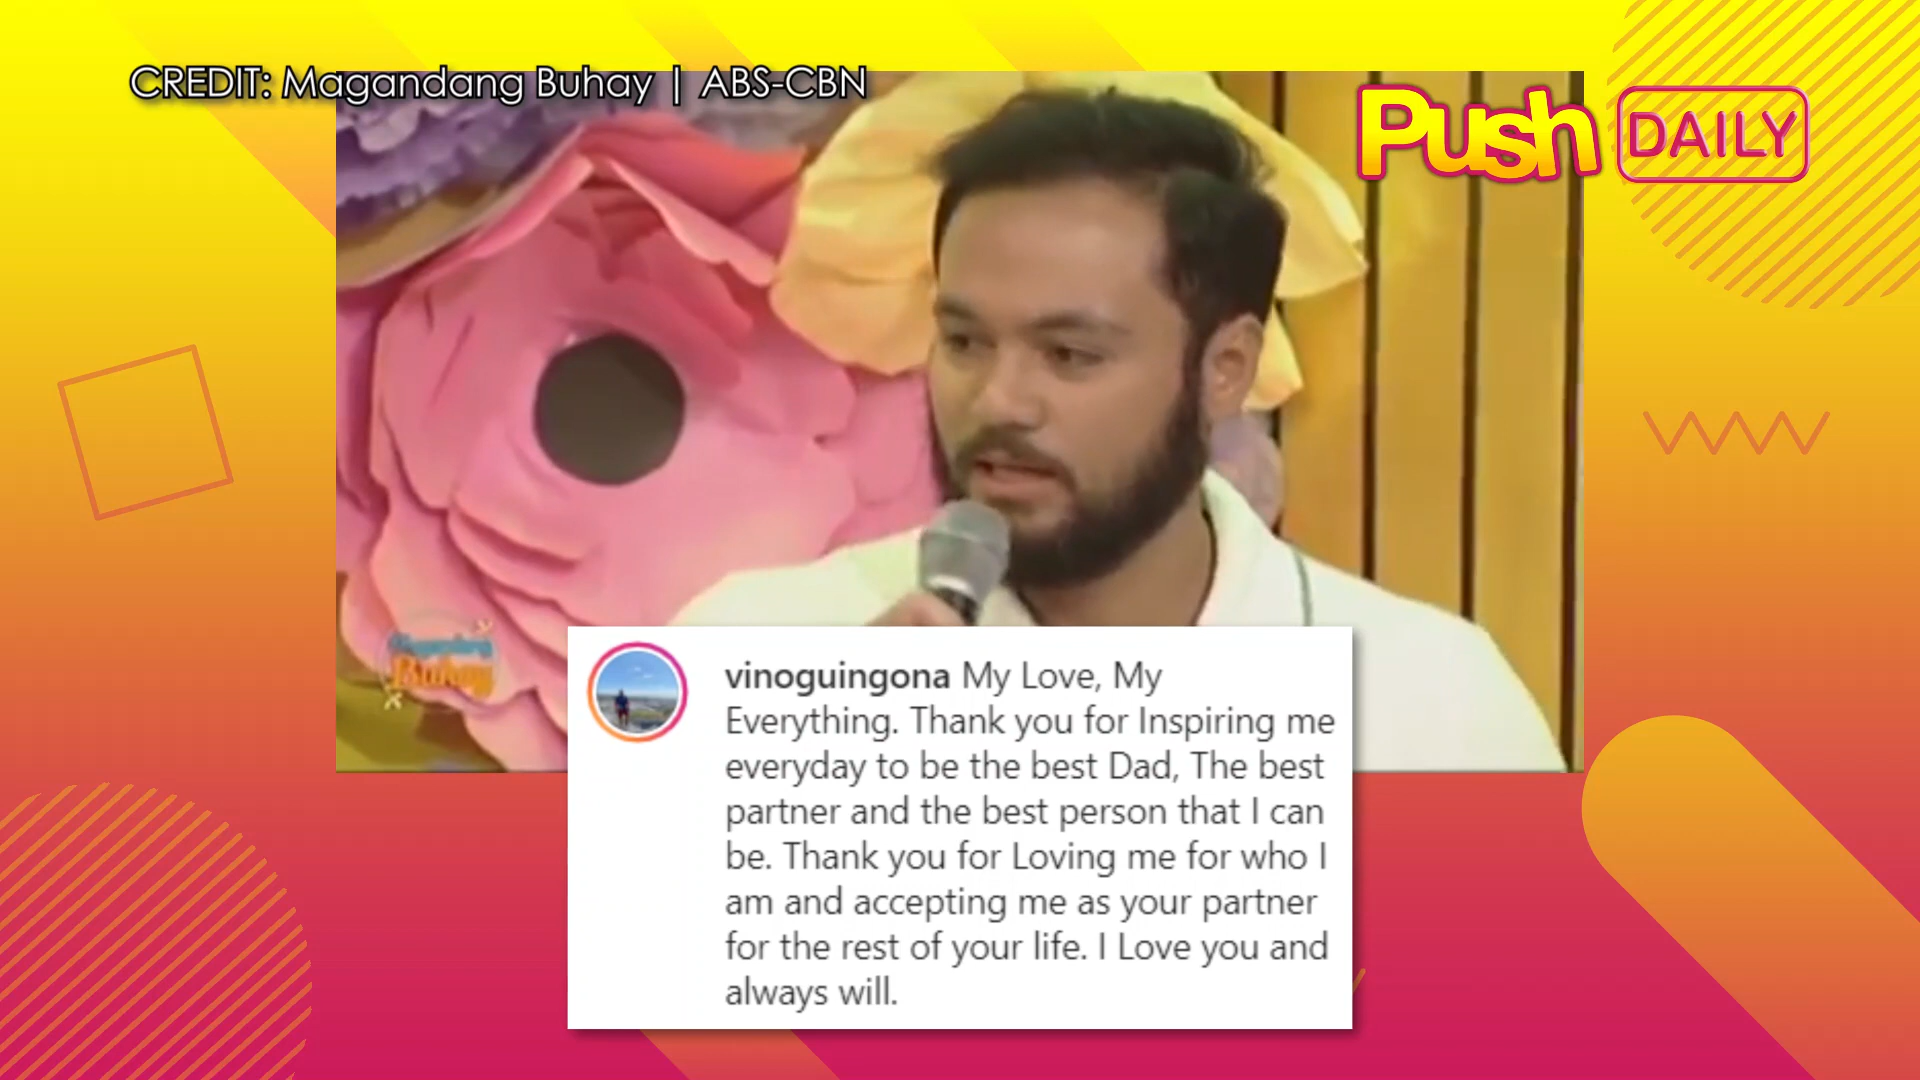 CREDIT: Magandang Buhay | ABS-CBN
Push DAILY
Magandang
Buhay
vinoguingona My Love, My
Everything. Thank you for Inspiring me
everyday to be the best Dad, The best
partner and the best person that I can
be. Thank you for Loving me for who I
am and accepting me as your partner
for the rest of your life. I Love you and
always will.